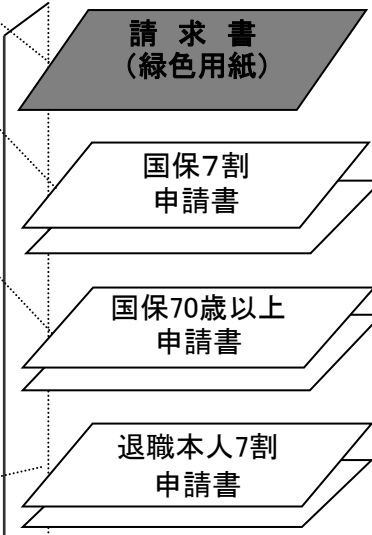 請 求 書
（緑色用紙）
国保7割
申請書
国保70歳以上
申請書
退職本人7割
申請書